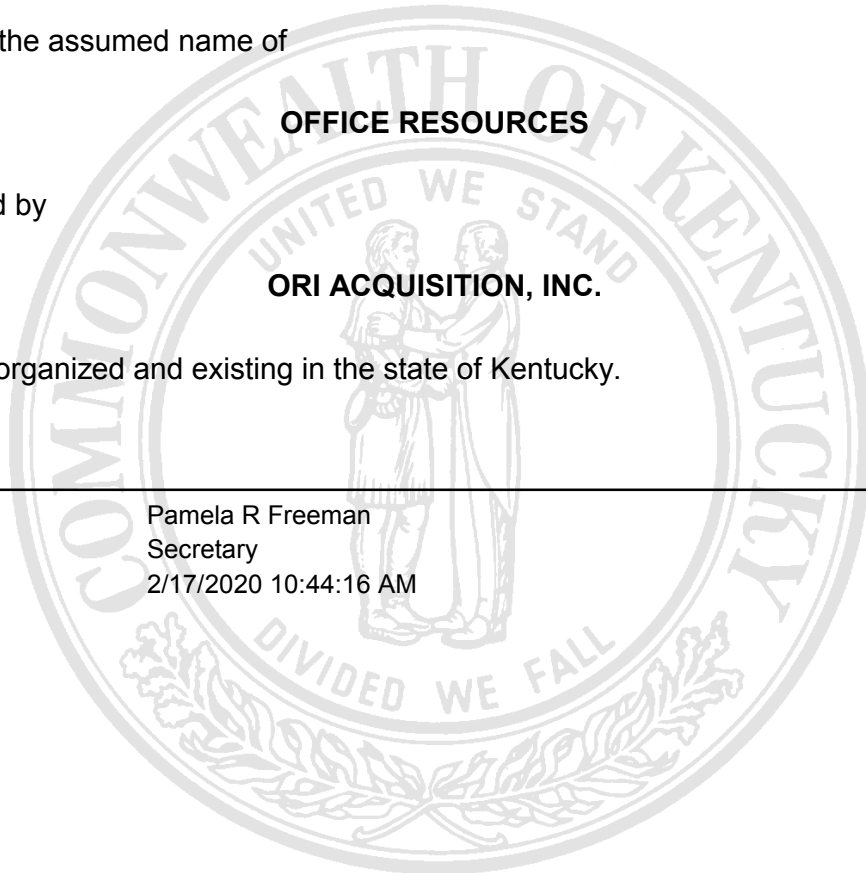 the assumed name of
OFFICE RESOURCES
d by
ORI ACQUISITION, INC.
organized and existing in the state of Kentucky.
Pamela R Freeman
Secretary
2/17/2020 10:44:16 AM
COMMONWEALTH OF KENTUCKY
UNITED WE STAND
DIVIDED WE FALL